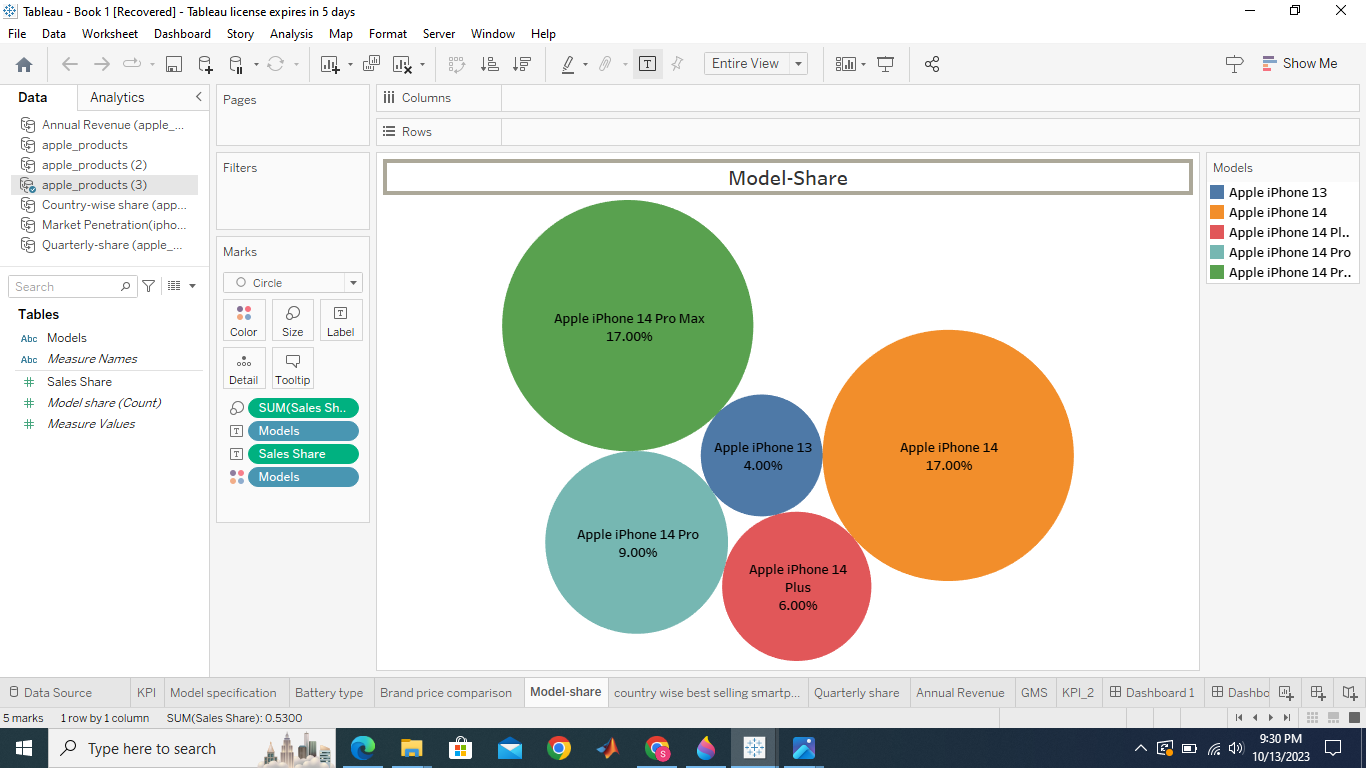 Tableau - Book 1 [Recovered] - Tableau license expires in 5 days
File Data Worksheet Dashboard Story Analysis Map Format Server Window Help
Entire View
Show Me
Data
Analytics
Annual Revenue (apple_...
apple_products
apple_products (2)
apple_products (3)
Country-wise share (app...
Market Penetration(ipho...
Quarterly-share (apple_...
Search
Tables
Abc Models
Abc Measure Names
Sales Share
Model share (Count)
Measure Values
Pages
Filters
Marks
Circle
Color
Size
Label
Detail
Tooltip
SUM(Sales Sh..
Models
Sales Share
Models
Columns
Rows
Model-Share
Apple iPhone 14 Pro Max
17.00%
Apple iPhone 13
4.00%
Apple iPhone 14
17.00%
Apple iPhone 14 Pro
9.00%
Apple iPhone 14
Plus
6.00%
Models
Apple iPhone 13
Apple iPhone 14
Apple iPhone 14 Pl..
Apple iPhone 14 Pro
Apple iPhone 14 Pr..
Data Source KPI Model specification Battery type Brand price comparison Model-share country wise best selling smartp... Quarterly share Annual Revenue GMS KPI_2 Dashboard 1 Dashbo
5 marks 1 row by 1 column SUM(Sales Share): 0.5300
Type here to search
S
9:30 PM
10/13/2023